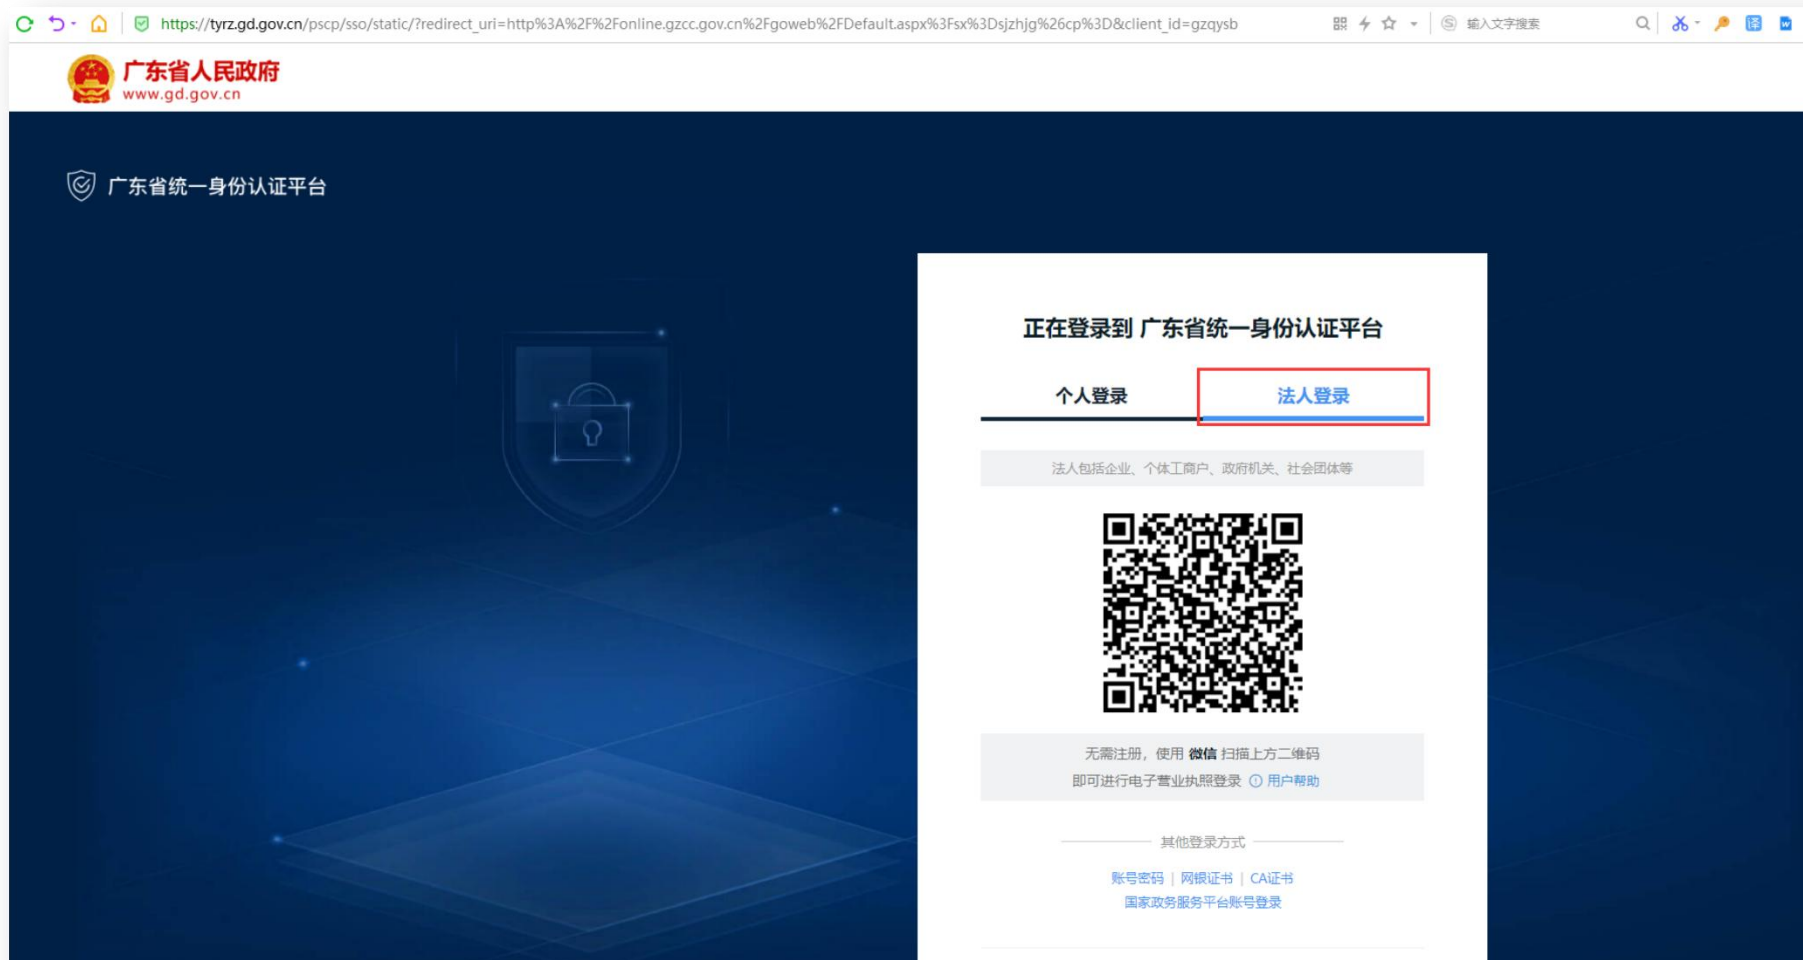 https://tyrz.gd.gov.cn/pscp/sso/static/?redirect_uri=http%3A%2F%2Fonline.gzcc.gov.cn%2Fgoweb%2FDefault.aspx%3Fsx%3Dsjzhjg%26cp%3D&client_id=gzqysb
输入文字搜索
译
W
广东省人民政府
www.gd.gov.cn
广东省统一身份认证平台
正在登录到 广东省统一身份认证平台
个人登录
法人登录
法人包括企业、个体工商户、政府机关、社会团体等
无需注册，使用 微信 扫描上方二维码
即可进行电子营业执照登录 用户帮助
其他登录方式
账号密码 | 网银证书 | CA证书
国家政务服务平台账号登录